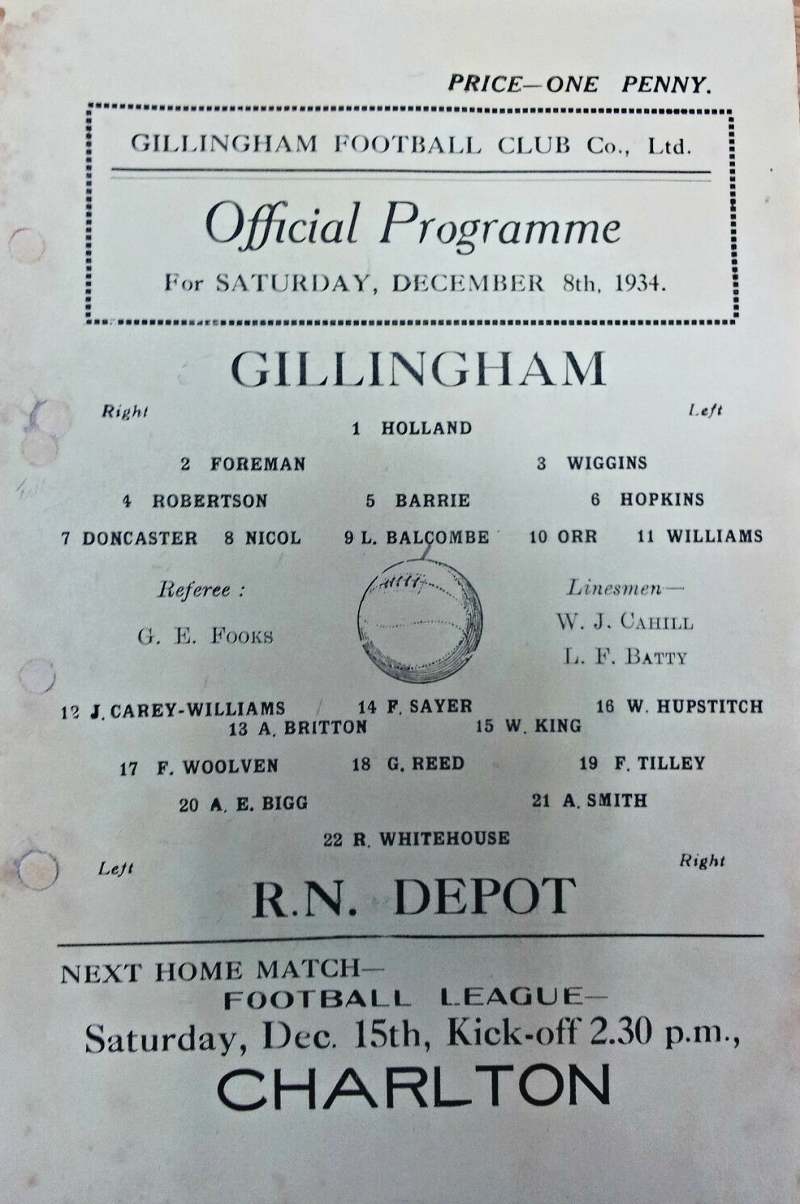 PRICE—ONE PENNY.
GILLINGHAM FOOTBALL CLUB Co., Ltd.
Official Programme
For SATURDAY, DECEMBER 8th, 1934.
GILLINGHAM
Right Left
1 HOLLAND
2 FOREMAN 3 WIGGINS
4 ROBERTSON 5 BARRIE 6 HOPKINS
7 DONCASTER 8 NICOL 9 L. BALCOMBE 10 ORR 11 WILLIAMS
Referee : Linesmen—
G. E. FOOKS W. J. CAHILL
L. F. BATTY
12 J. CAREY-WILLIAMS 14 F. SAYER 16 W. HUPSTITCH
13 A. BRITTON 15 W. KING
17 F. WOOLVEN 18 G. REED 19 F. TILLEY
20 A. E. BIGG 21 A. SMITH
22 R. WHITEHOUSE
Left Right
R.N. DEPOT
NEXT HOME MATCH—
FOOTBALL LEAGUE—
Saturday, Dec. 15th, Kick-off 2.30 p.m.,
CHARLTON